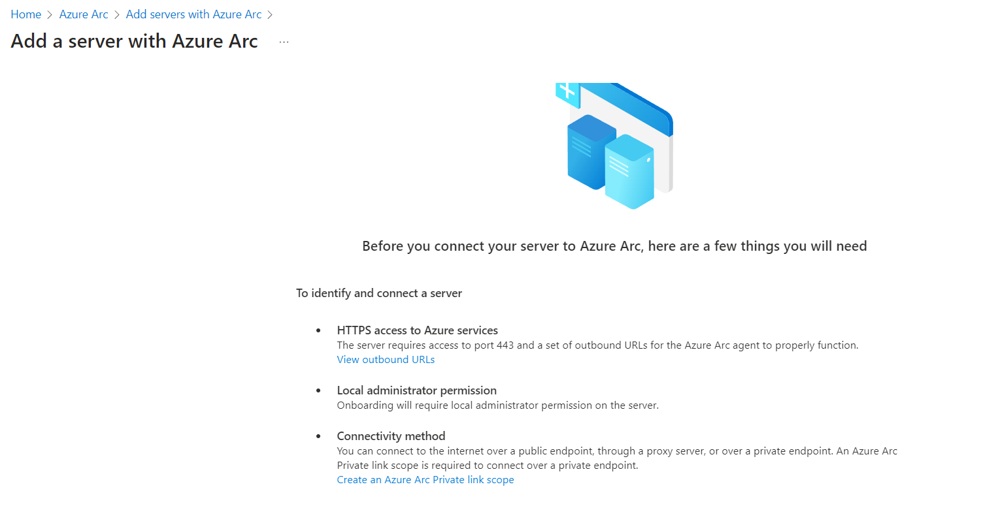 Home > Azure Arc > Add servers with Azure Arc >
Add a server with Azure Arc ...
Before you connect your server to Azure Arc, here are a few things you will need
To identify and connect a server
• HTTPS access to Azure services
The server requires access to port 443 and a set of outbound URLs for the Azure Arc agent to properly function.
View outbound URLs
• Local administrator permission
Onboarding will require local administrator permission on the server.
• Connectivity method
You can connect to the internet over a public endpoint, through a proxy server, or over a private endpoint. An Azure Arc
Private link scope is required to connect over a private endpoint.
Create an Azure Arc Private link scope